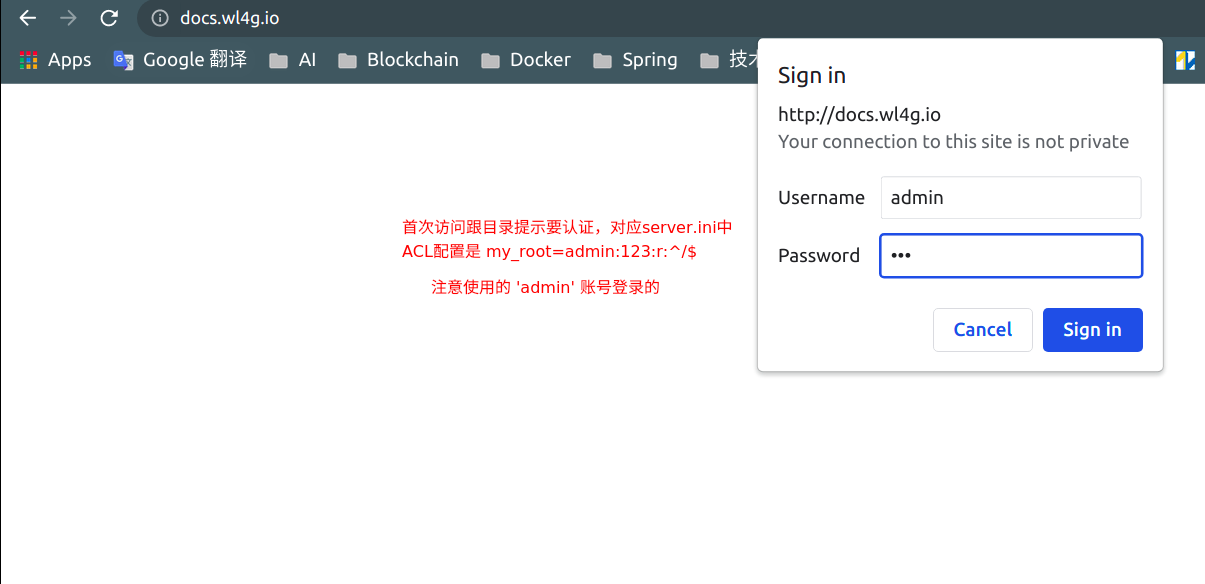 docs.wl4g.io
Apps Google 翻译 AI Blockchain Docker Spring
Sign in
http://docs.wl4g.io
Your connection to this site is not private
Username admin
Password •••
Cancel Sign in
首次访问跟目录提示要认证，对应server.ini中
ACL配置是 my_root=admin:123:r:^/$
注意使用的 'admin' 账号登录的